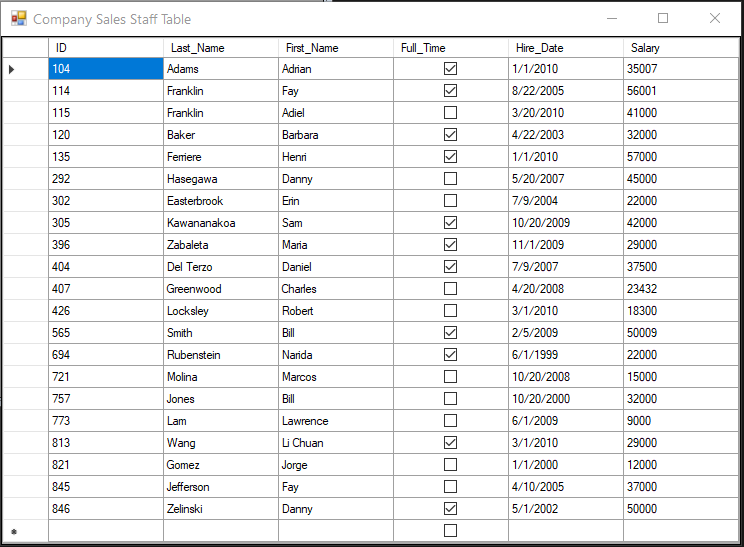 Company Sales Staff Table
ID Last_Name First_Name Full_Time Hire_Date Salary
104 Adams Adrian 1/1/2010 35007
114 Franklin Fay 8/22/2005 56001
115 Franklin Adiel 3/20/2010 41000
120 Baker Barbara 4/22/2003 32000
135 Ferriere Henri 1/1/2010 57000
292 Hasegawa Danny 5/20/2007 45000
302 Easterbrook Erin 7/9/2004 22000
305 Kawananakoa Sam 10/20/2009 42000
396 Zabaleta Maria 11/1/2009 29000
404 Del Terzo Daniel 7/9/2007 37500
407 Greenwood Charles 4/20/2008 23432
426 Locksley Robert 3/1/2010 18300
565 Smith Bill 2/5/2009 50009
694 Rubenstein Narida 6/1/1999 22000
721 Molina Marcos 10/20/2008 15000
757 Jones Bill 10/20/2000 32000
773 Lam Lawrence 6/1/2009 9000
813 Wang Li Chuan 3/1/2010 29000
821 Gomez Jorge 1/1/2000 12000
845 Jefferson Fay 4/10/2005 37000
846 Zelinski Danny 5/1/2002 50000